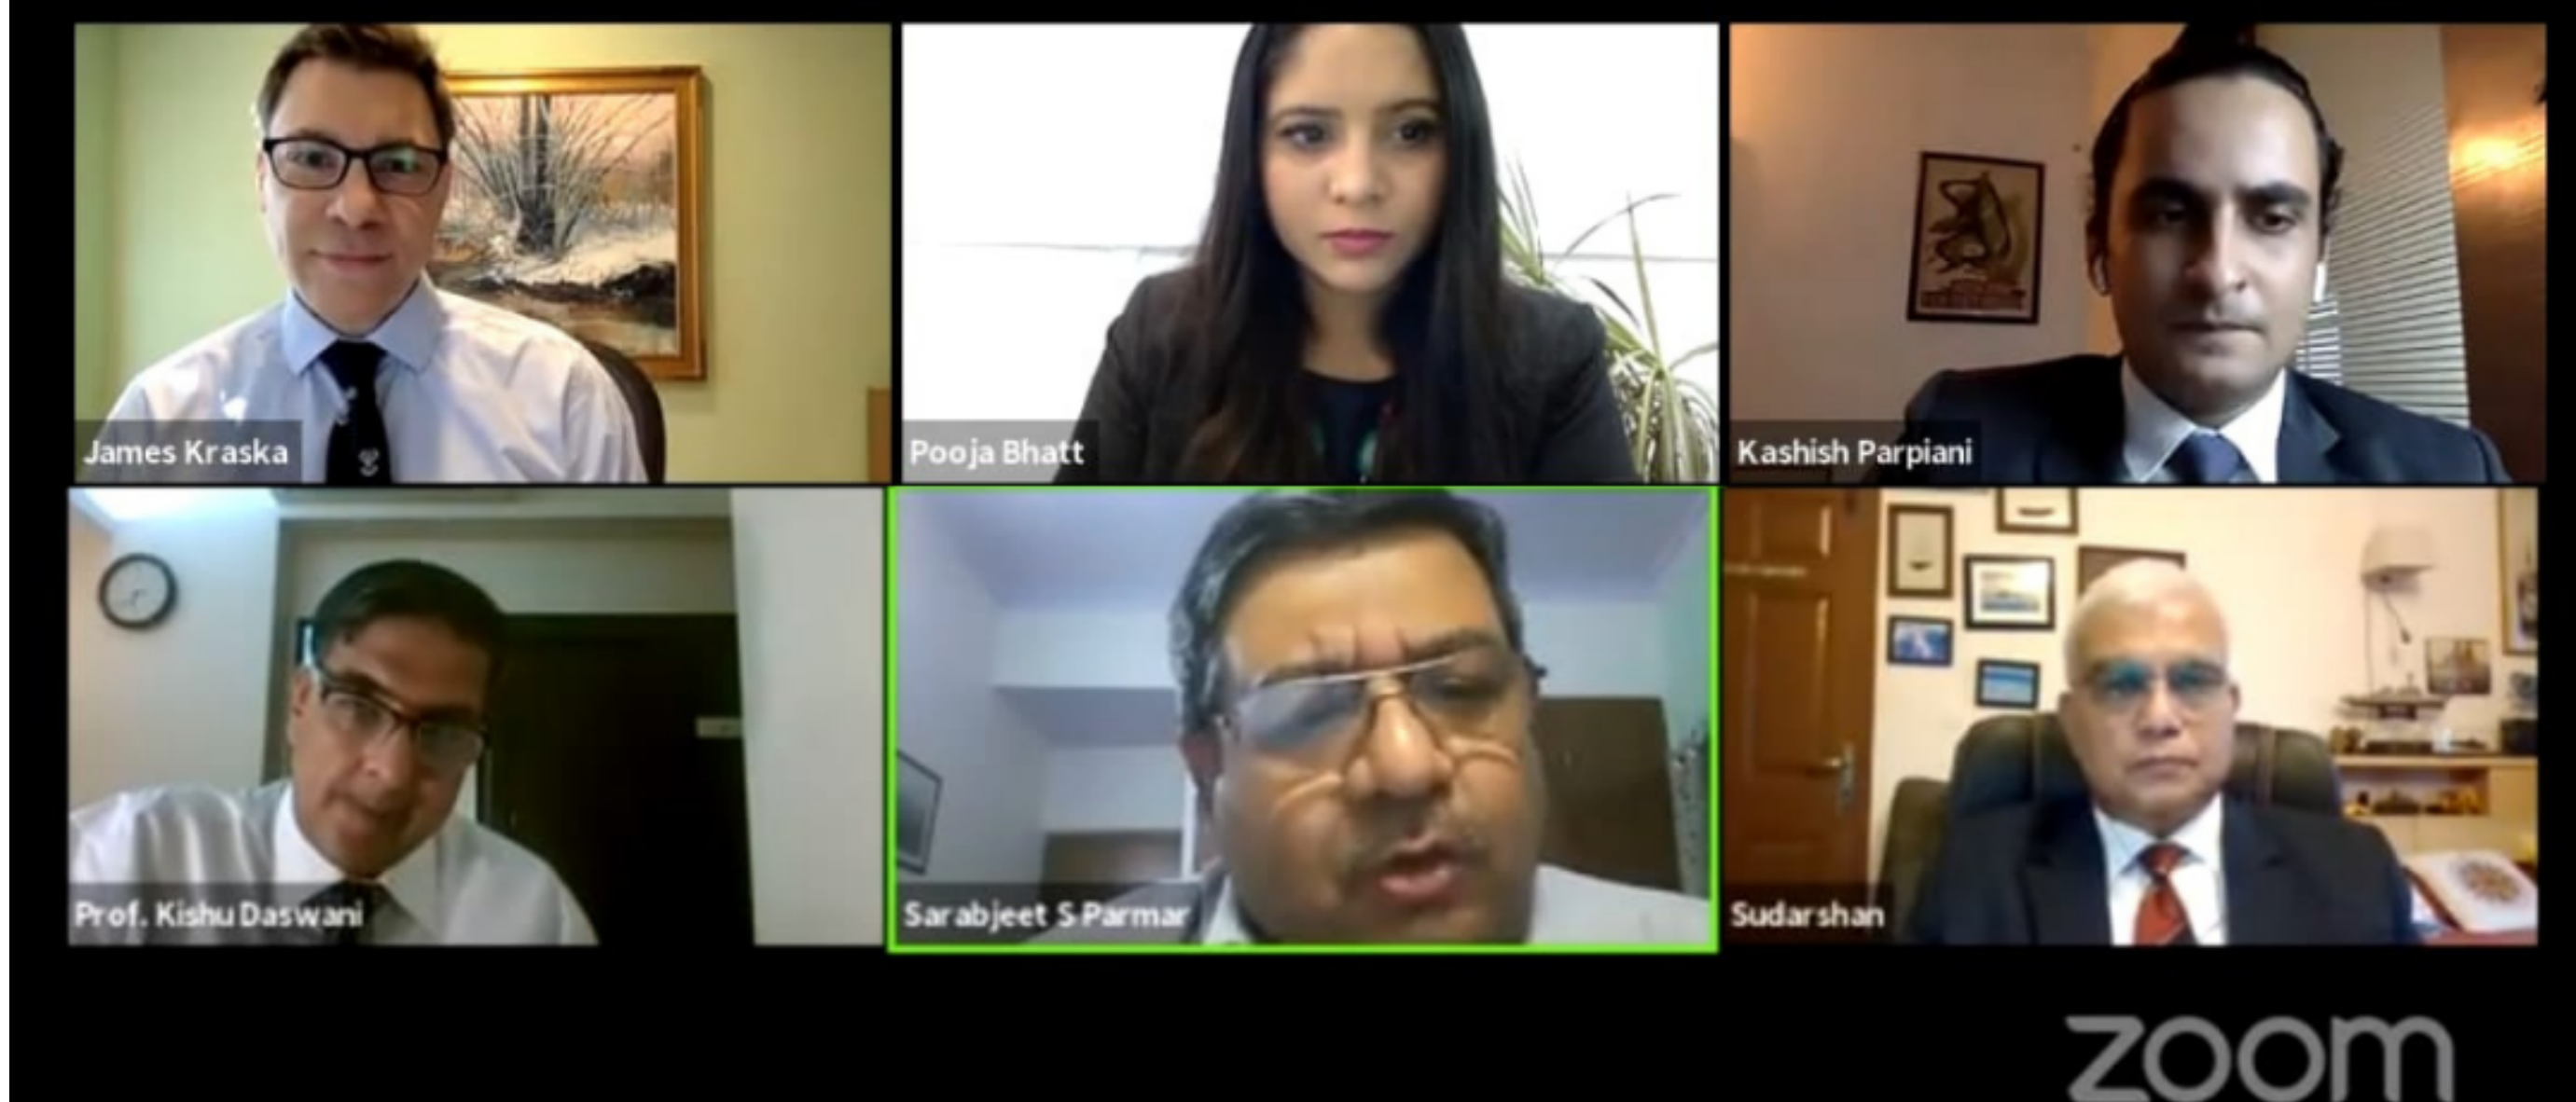 James Kraska
Pooja Bhatt
Kashish Parpiani
Prof. Kishu Daswani
Sarabjeet S Parmar
Sudarshan
zoom